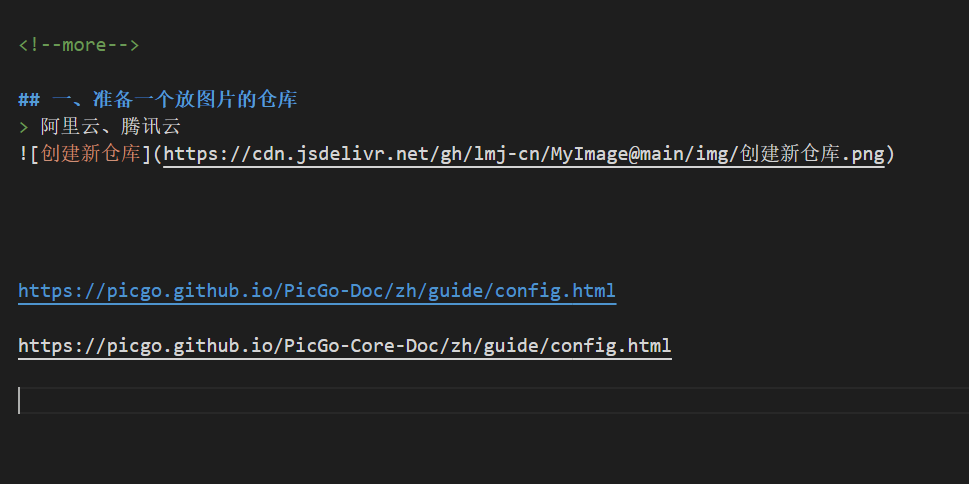 <!--more-->
## 一、准备一个放图片的仓库
> 阿里云、腾讯云
![创建新仓库](https://cdn.jsdelivr.net/gh/lmj-cn/MyImage@main/img/创建新仓库.png)
https://picgo.github.io/PicGo-Doc/zh/guide/config.html
https://picgo.github.io/PicGo-Core-Doc/zh/guide/config.html